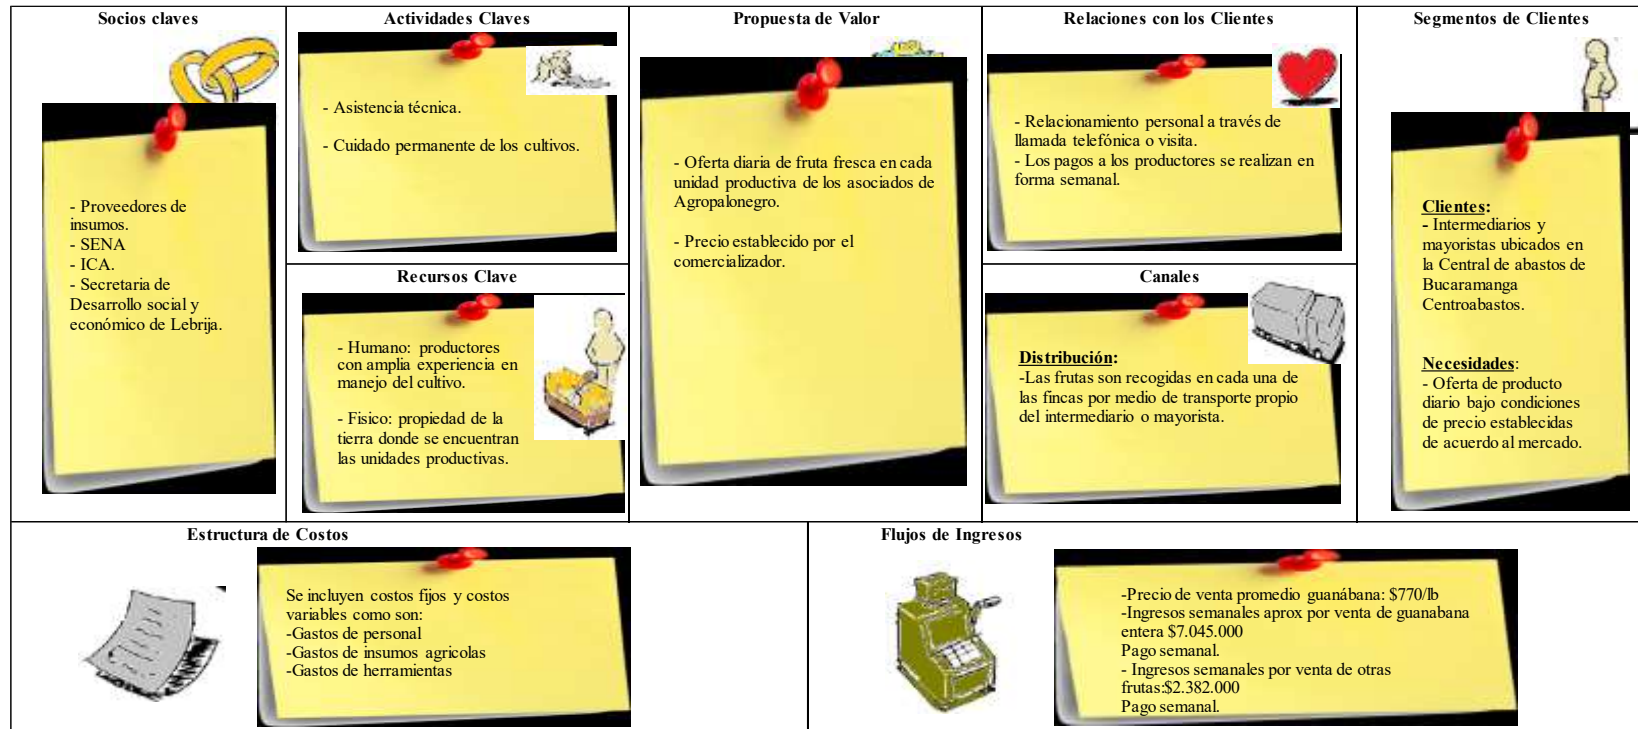 Socios claves
- Proveedores de
insumos.
- SENA
- ICA.
- Secretaria de
Desarrollo social y
económico de Lebrija.
Actividades Claves
- Asistencia técnica.
- Cuidado permanente de los cultivos.
Recursos Clave
- Humano: productores
con amplia experiencia en
manejo del cultivo.
- Fisico: propiedad de la
tierra donde se encuentran
las unidades productivas.
Propuesta de Valor
- Oferta diaria de fruta fresca en cada
unidad productiva de los asociados de
Agropalonegro.
- Precio establecido por el
comercializador.
Relaciones con los Clientes
- Relacionamiento personal a través de
llamada telefónica o visita.
- Los pagos a los productores se realizan en
forma semanal.
Canales
Distribución:
-Las frutas son recogidas en cada una de
las fincas por medio de transporte propio
del intermediario o mayorista.
Segmentos de Clientes
Clientes:
- Intermediarios y
mayoristas ubicados en
la Central de abastos de
Bucaramanga
Centroabastos.
Necesidades:
- Oferta de producto
diario bajo condiciones
de precio establecidas
de acuerdo al mercado.
Estructura de Costos
Se incluyen costos fijos y costos
variables como son:
-Gastos de personal
-Gastos de insumos agricolas
-Gastos de herramientas
Flujos de Ingresos
-Precio de venta promedio guanábana: $770/lb
-Ingresos semanales aprox por venta de guanabana
entera $7.045.000
Pago semanal.
- Ingresos semanales por venta de otras
frutas:$2.382.000
Pago semanal.